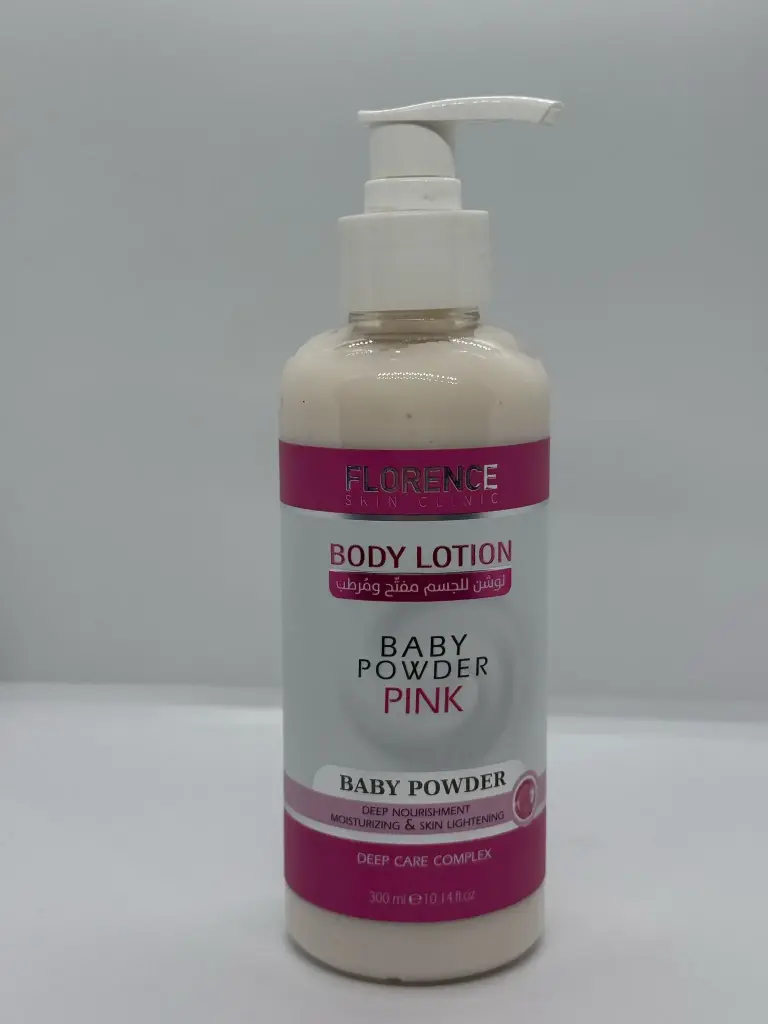 FLORENCE
SKIN CLINIC
BODY LOTION
لوشن للجسم مفتّح ومُرطب
BABY
POWDER
PINK
BABY POWDER
DEEP NOURISHMENT
MOISTURIZING & SKIN LIGHTENING
DEEP CARE COMPLEX
300 ml ℮ 10.14 fl.oz